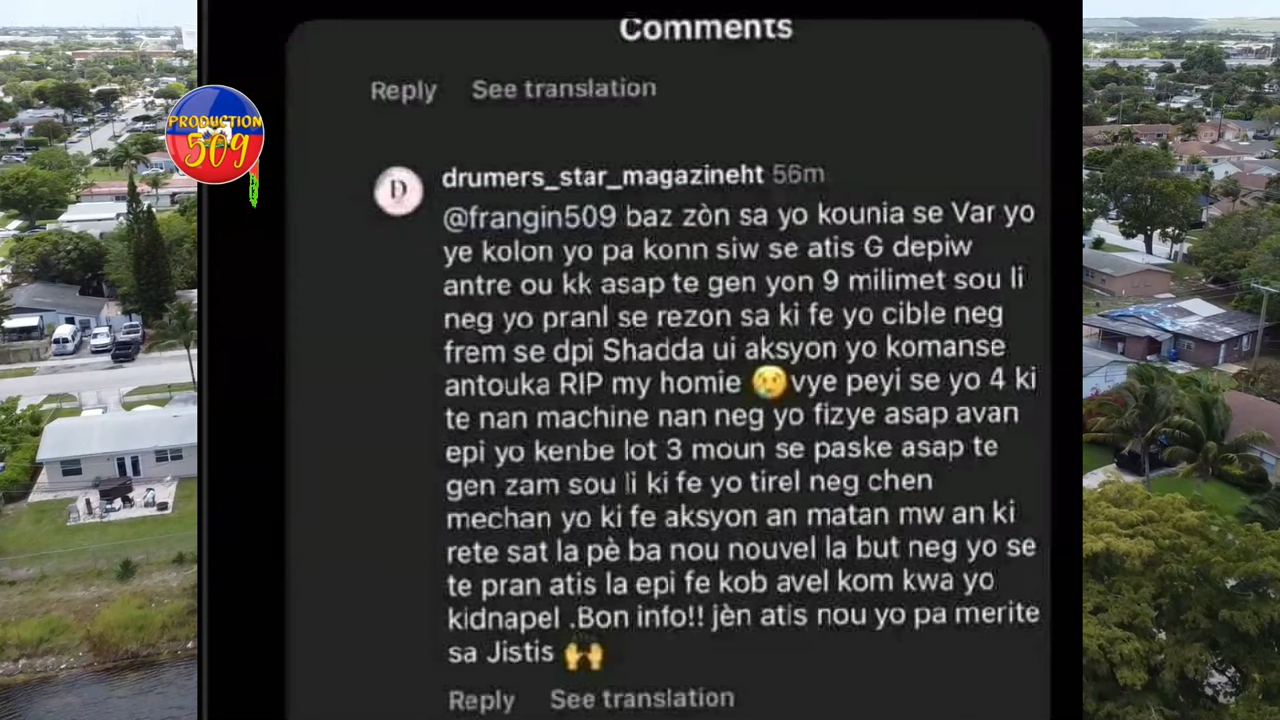 Comments
Reply See translation
PRODUCTION
509
D
drumers_star_magazineht 56m
@frangin509 baz zòn sa yo kounia se Var yo
ye kolon yo pa konn siw se atis G depiw
antre ou kk asap te gen yon 9 milimet sou li
neg yo pranl se rezon sa ki fe yo cible neg
frem se dpi Shadda ui aksyon yo komanse
antouka RIP my homie 😢vye peyi se yo 4 ki
te nan machine nan neg yo fizye asap avan
epi yo kenbe lot 3 moun se paske asap te
gen zam sou li ki fe yo tirel neg chen
mechan yo ki fe aksyon an matan mw an ki
rete sat la pè ba nou nouvel la but neg yo se
te pran atis la epi fe kob avel kom kwa yo
kidnapel .Bon info!! jèn atis nou yo pa merite
sa Jistis 🙌
Reply See translation